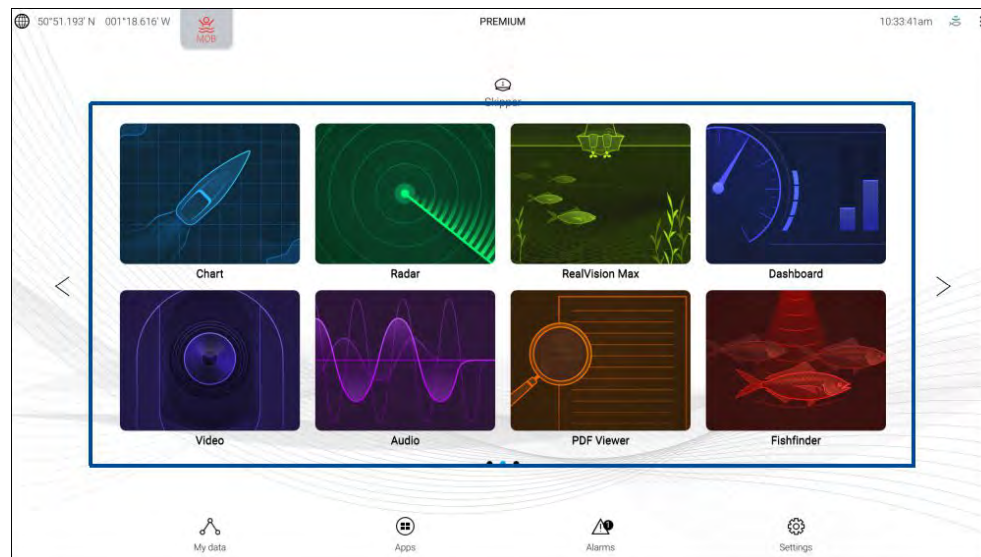 50°51.193' N 001°18.616' W
MOB
PREMIUM
10:33:41am
Skipper
Chart
Radar
RealVision Max
Dashboard
Video
Audio
PDF Viewer
Fishfinder
My data
Apps
Alarms
Settings